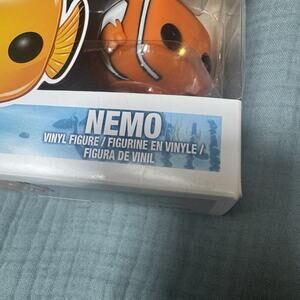 NEMO
VINYL FIGURE / FIGURINE EN VINYLE /
FIGURA DE VINIL